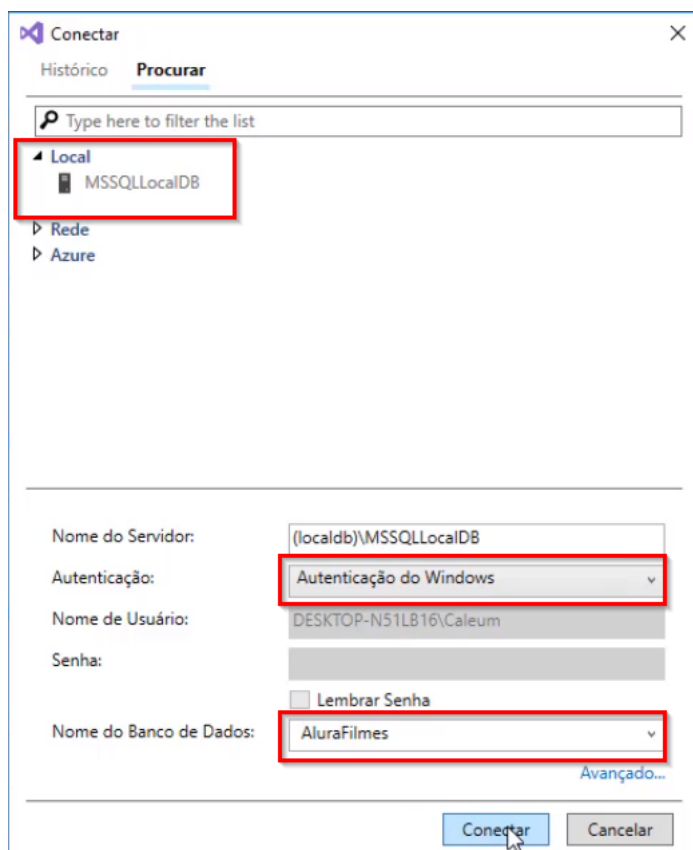 Conectar
Histórico Procurar
Type here to filter the list
Local
MSSQLLocalDB
Rede
Azure
Nome do Servidor: (localdb)\MSSQLLocalDB
Autenticação: Autenticação do Windows
Nome de Usuário: DESKTOP-N51LB16\Caleum
Senha:
Lembrar Senha
Nome do Banco de Dados: AluraFilmes
Avançado...
Conectar Cancelar